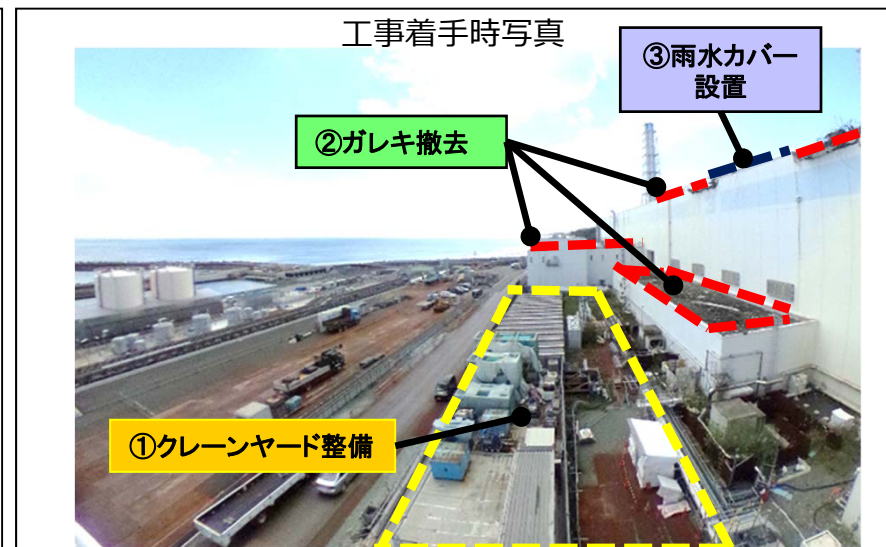 工事着手時写真
③雨水カバー
設置
②ガレキ撤去
①クレーンヤード整備